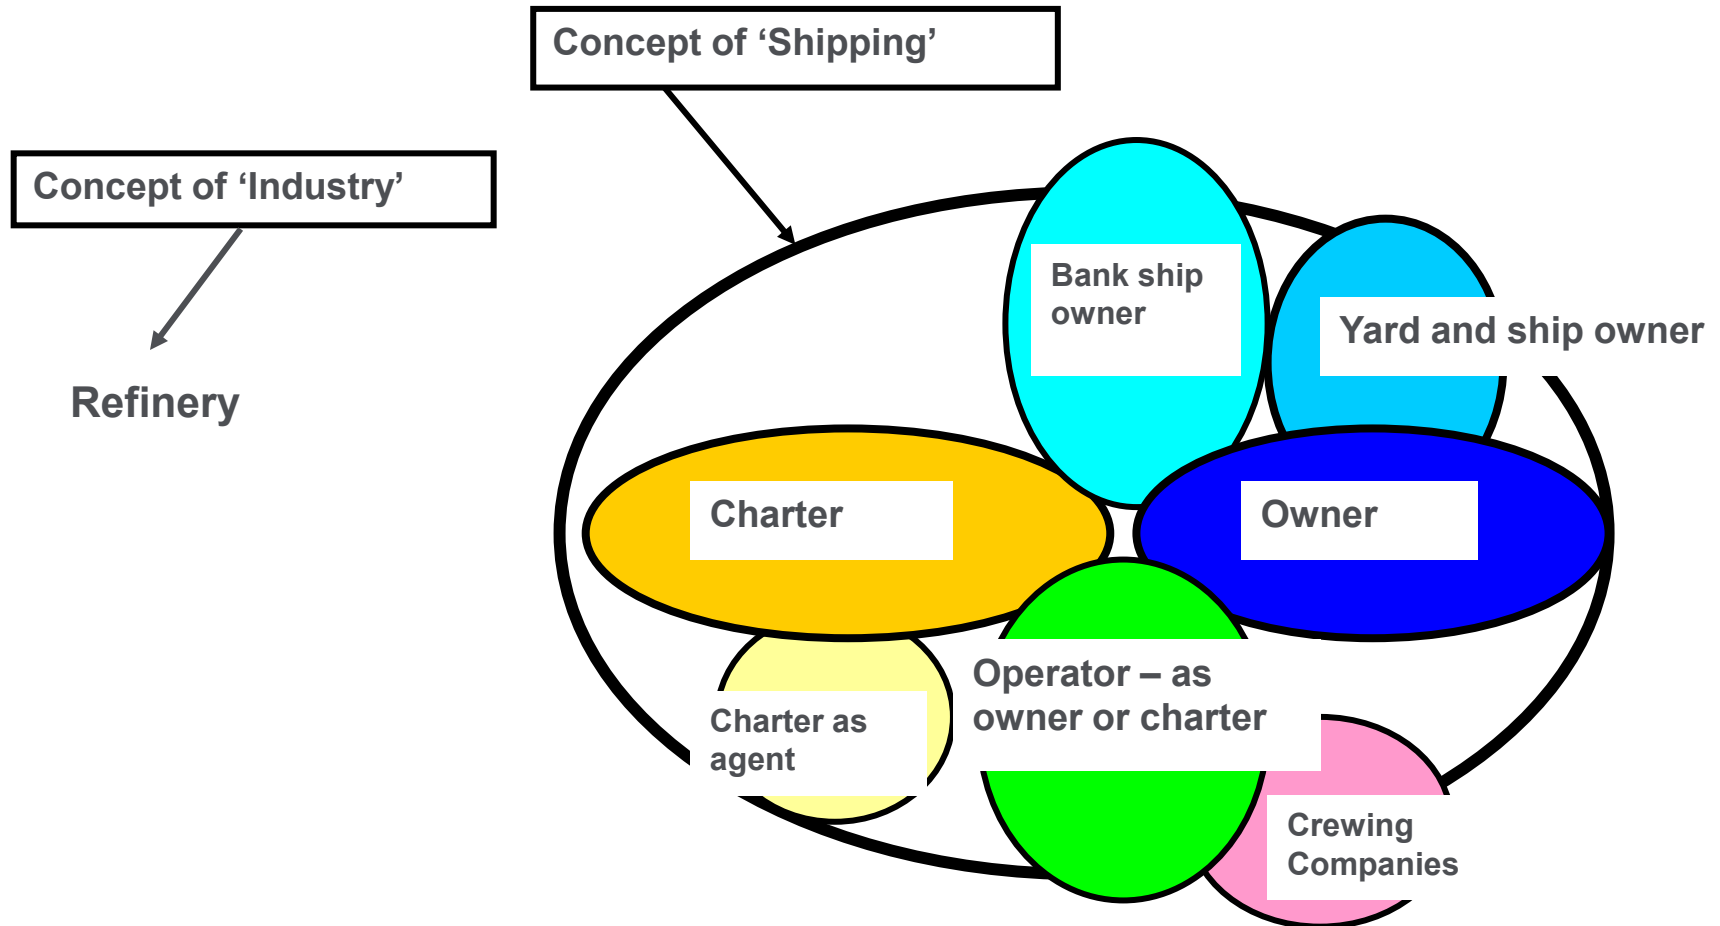 Concept of ‘Shipping’
Concept of ‘Industry’
Refinery
Bank ship
owner
Yard and ship owner
Charter
Owner
Operator – as
owner or charter
Charter as
agent
Crewing
Companies